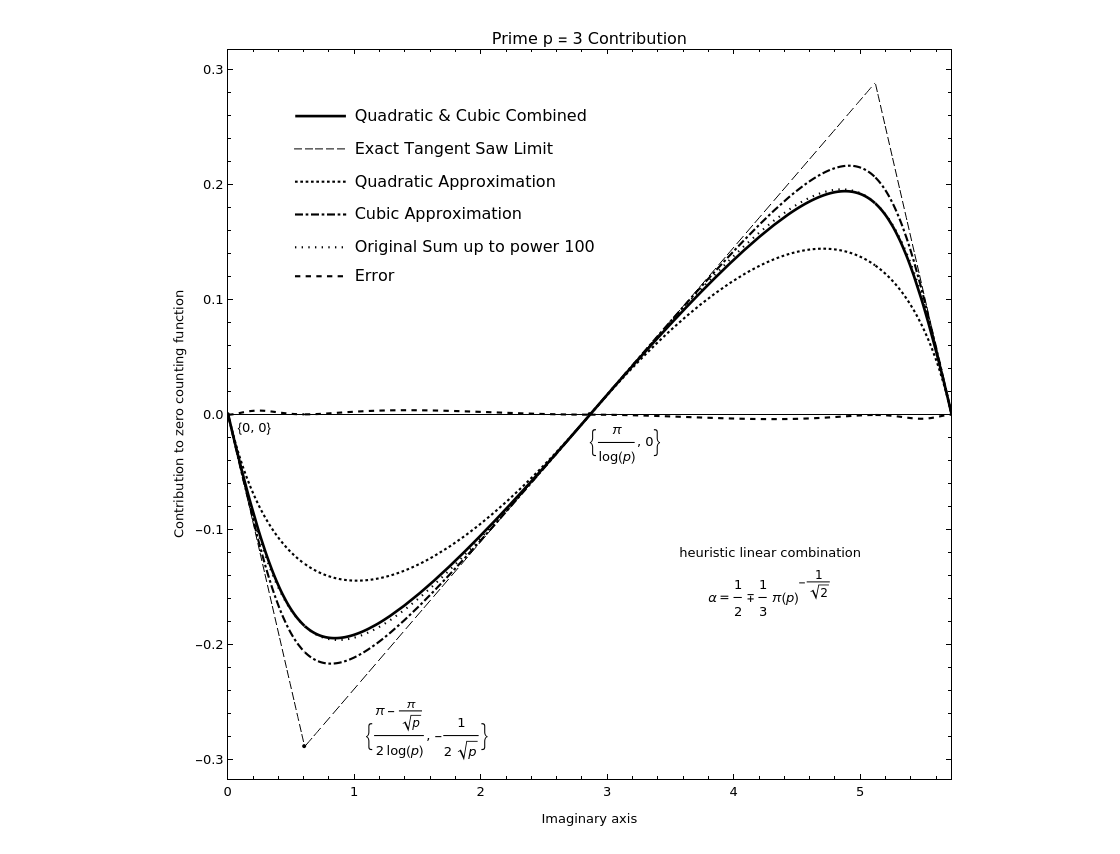 Prime p = 3 Contribution
0.3
0.2
0.1
0.0
−0.1
−0.2
−0.3
Contribution to zero counting function
Quadratic & Cubic Combined
Exact Tangent Saw Limit
Quadratic Approximation
Cubic Approximation
Original Sum up to power 100
Error
{0, 0}
{π/log(p), 0}
heuristic linear combination
α = 1/2 ∓ 1/3 π(p)^(−1/√2)
{(π − π/√p)/(2 log(p)), −1/(2 √p)}
0 1 2 3 4 5
Imaginary axis